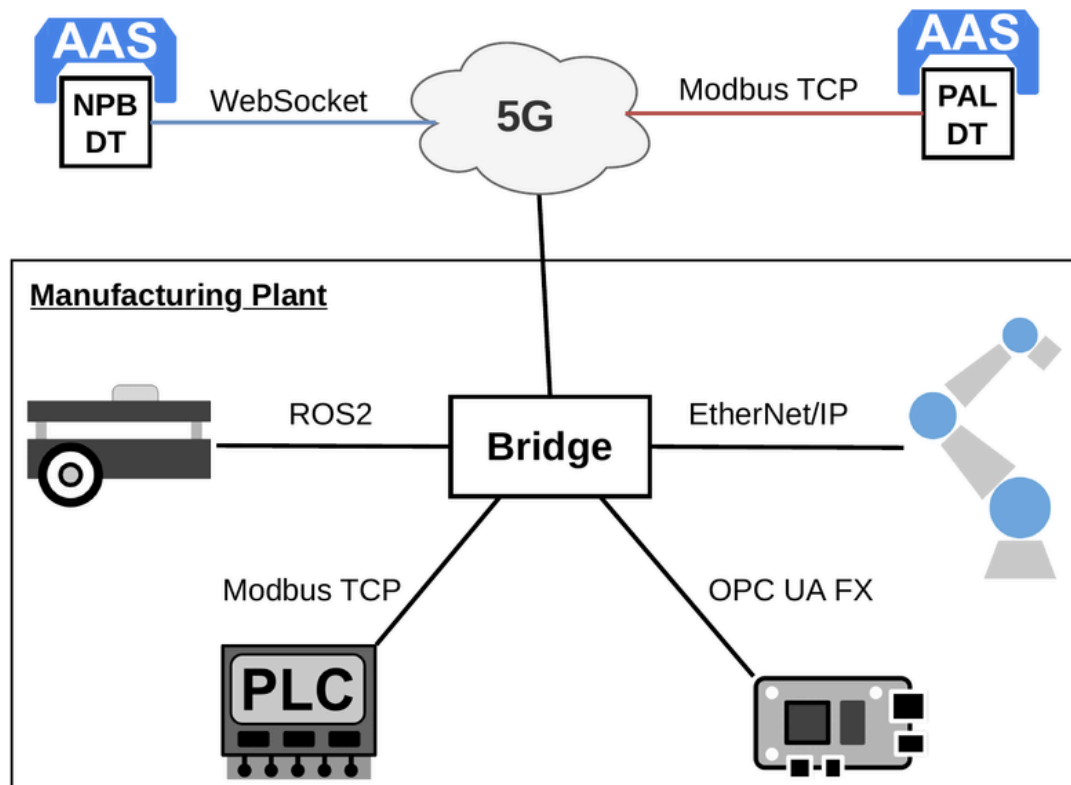 AAS
NPB
DT
WebSocket
5G
Modbus TCP
AAS
PAL
DT
Manufacturing Plant
ROS2
Bridge
EtherNet/IP
Modbus TCP
OPC UA FX
PLC